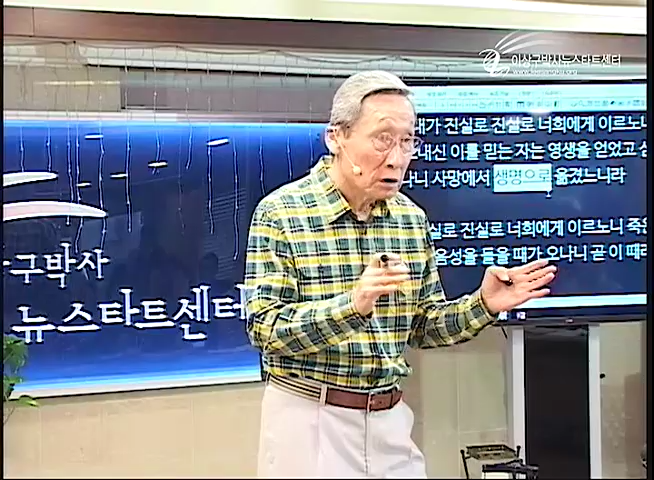 이상구박사뉴스타트센터
내가 진실로 진실로 너희에게 이르노니
내신 이를 믿는 자는 영생을 얻었고
니 사망에서 생명으로 옮겼느니라
실로 진실로 너희에게 이르노니 죽은
음성을 들을 때가 오나니 곧 이 때라
구박사
뉴스타트센터